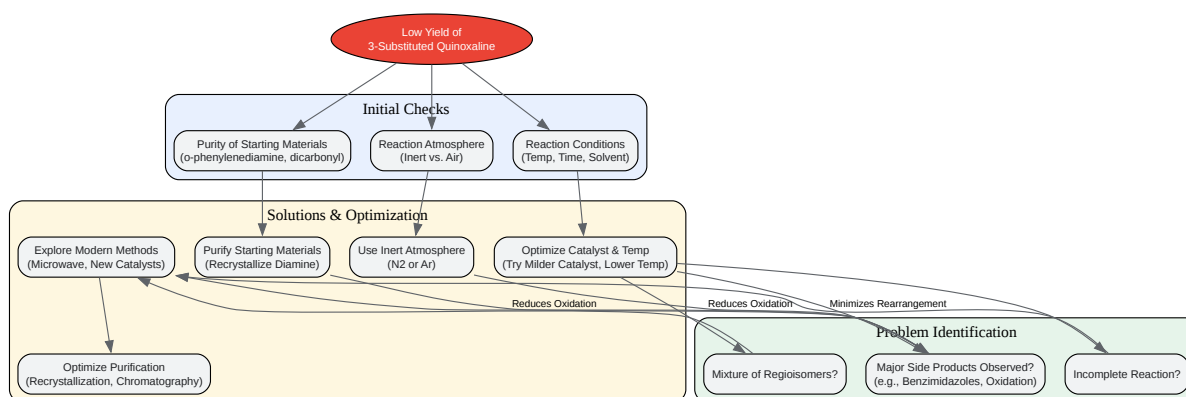 Low Yield of
3-Substituted Quinoxaline
Initial Checks
Purity of Starting Materials
(o-phenylenediamine, dicarbonyl)
Reaction Atmosphere
(Inert vs. Air)
Reaction Conditions
(Temp, Time, Solvent)
Solutions & Optimization
Explore Modern Methods
(Microwave, New Catalysts)
Purify Starting Materials
(Recrystallize Diamine)
Use Inert Atmosphere
(N2 or Ar)
Optimize Catalyst & Temp
(Try Milder Catalyst, Lower Temp)
Reduces Oxidation
Reduces Oxidation
Minimizes Rearrangement
Problem Identification
Optimize Purification
(Recrystallization, Chromatography)
Mixture of Regioisomers?
Major Side Products Observed?
(e.g., Benzimidazoles, Oxidation)
Incomplete Reaction?